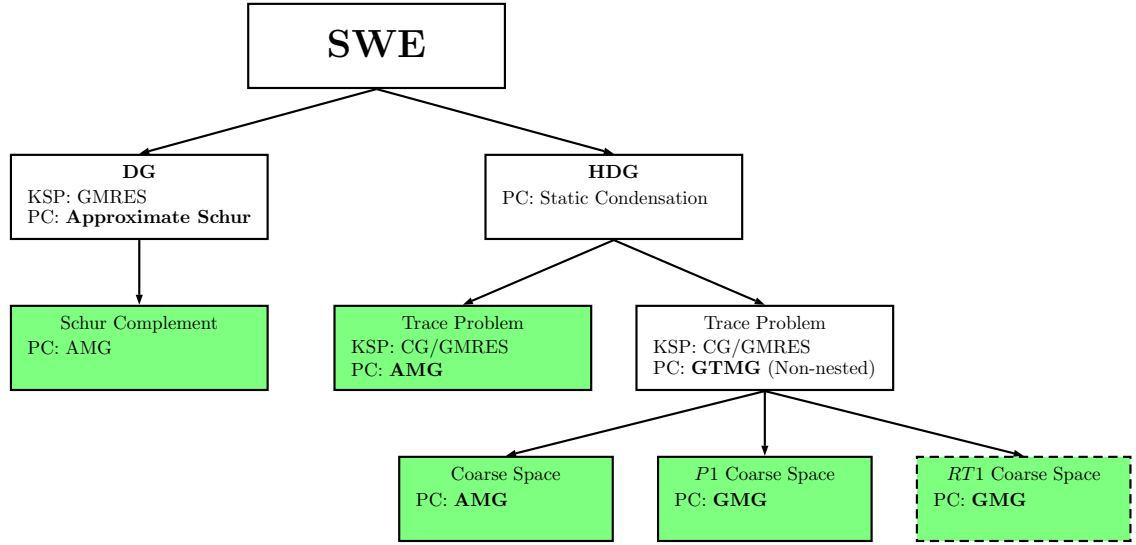 SWE
DG
KSP: GMRES
PC: Approximate Schur
HDG
PC: Static Condensation
Schur Complement
PC: AMG
Trace Problem
KSP: CG/GMRES
PC: AMG
Trace Problem
KSP: CG/GMRES
PC: GTMG (Non-nested)
Coarse Space
PC: AMG
P1 Coarse Space
PC: GMG
RT1 Coarse Space
PC: GMG